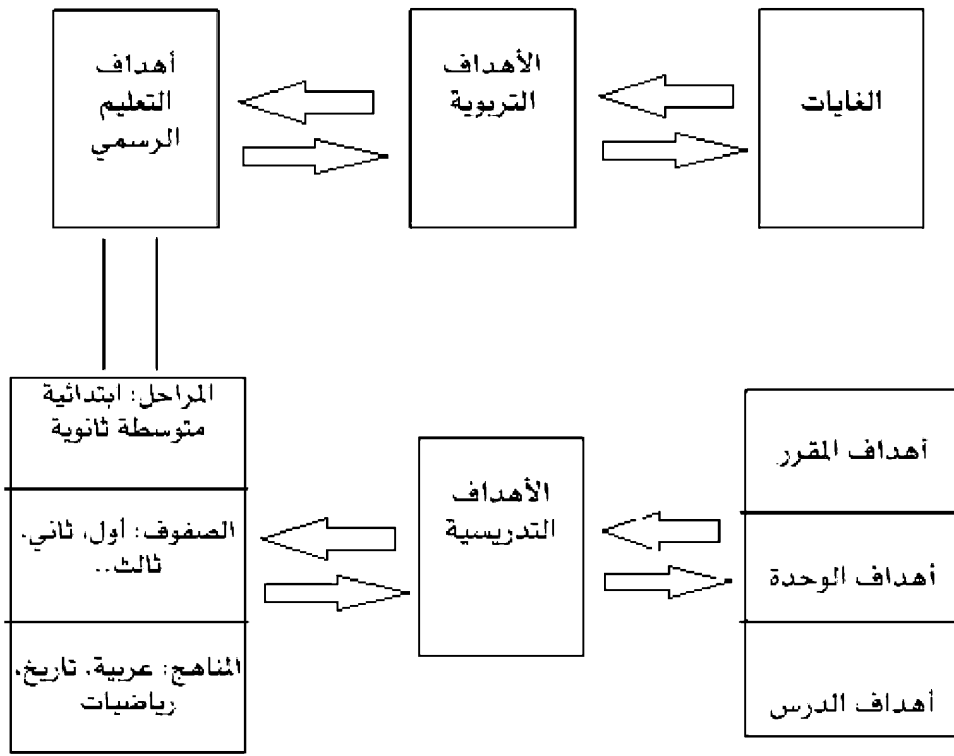 الغايات
الأهداف
التربوية
أهداف
التعليم
الرسمي
المراحل: ابتدائية
متوسطة ثانوية
الصفوف: أول، ثاني،
ثالث..
المناهج: عربية، تاريخ،
رياضيات
الأهداف
التدريسية
أهداف المقرر
أهداف الوحدة
أهداف الدرس